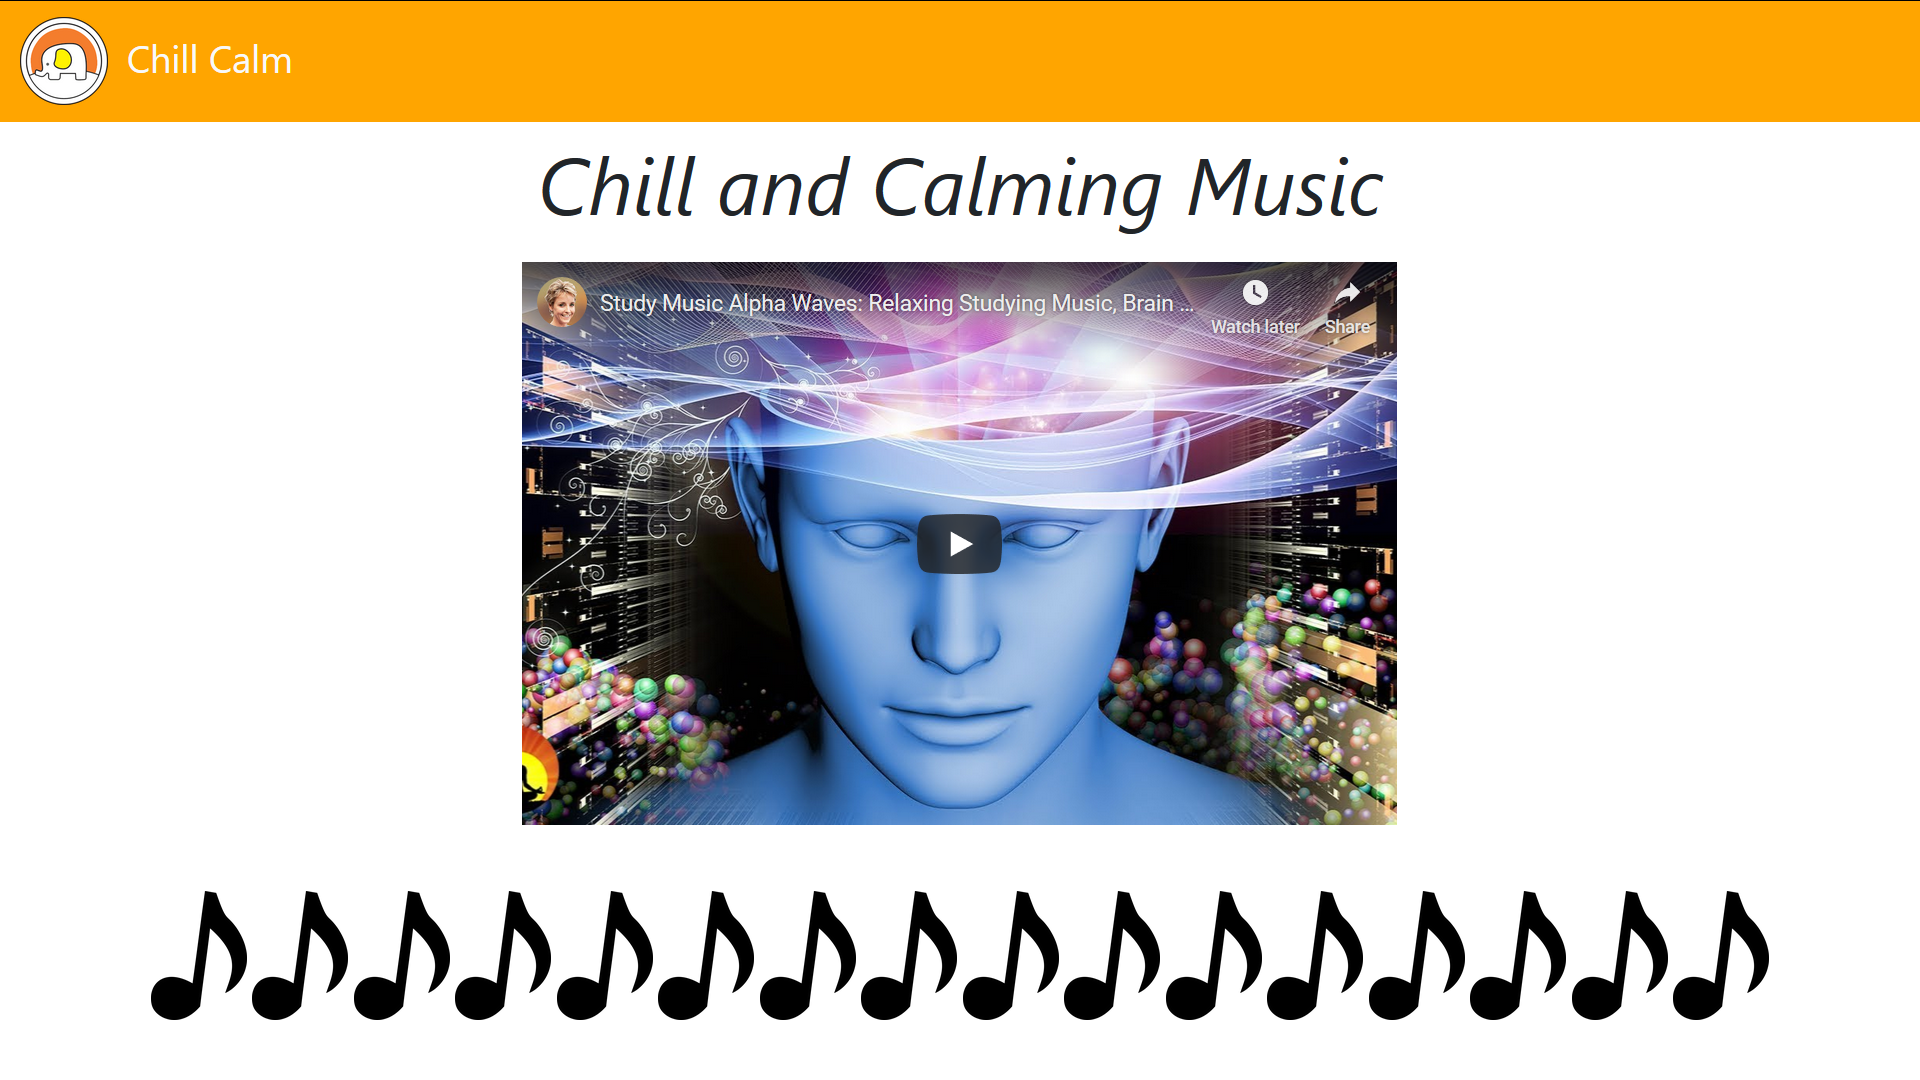 Chill Calm
Chill and Calming Music
Study Music Alpha Waves: Relaxing Studying Music, Brain ...
Watch later
Share